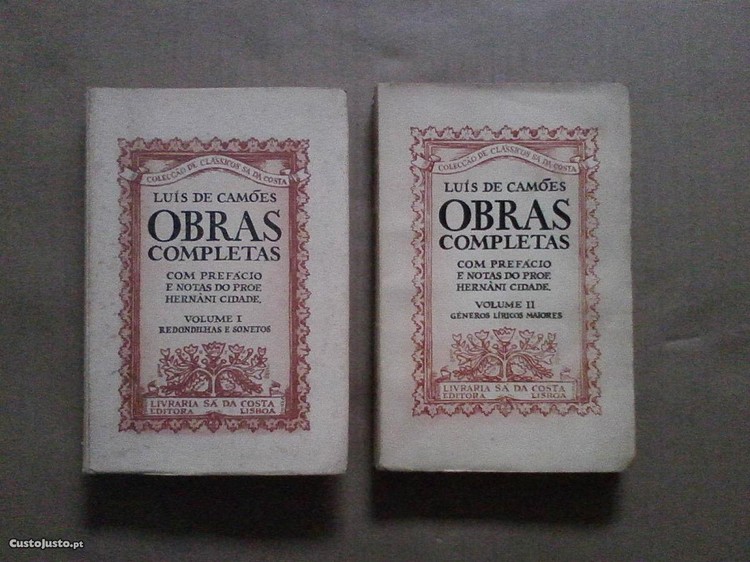 COLECÇÃO DE CLÁSSICOS SÁ DA COSTA
LUÍS DE CAMÕES
OBRAS
COMPLETAS
COM PREFÁCIO
E NOTAS DO PROF.
HERNÂNI CIDADE.
VOLUME I
REDONDILHAS E SONETOS
LIVRARIA SÁ DA COSTA
EDITORA LISBOA
COLECÇÃO DE CLÁSSICOS SÁ DA COSTA
LUÍS DE CAMÕES
OBRAS
COMPLETAS
COM PREFÁCIO
E NOTAS DO PROF.
HERNÂNI CIDADE.
VOLUME II
GÉNEROS LÍRICOS MAIORES
LIVRARIA SÁ DA COSTA
EDITORA LISBOA
CustoJusto.pt